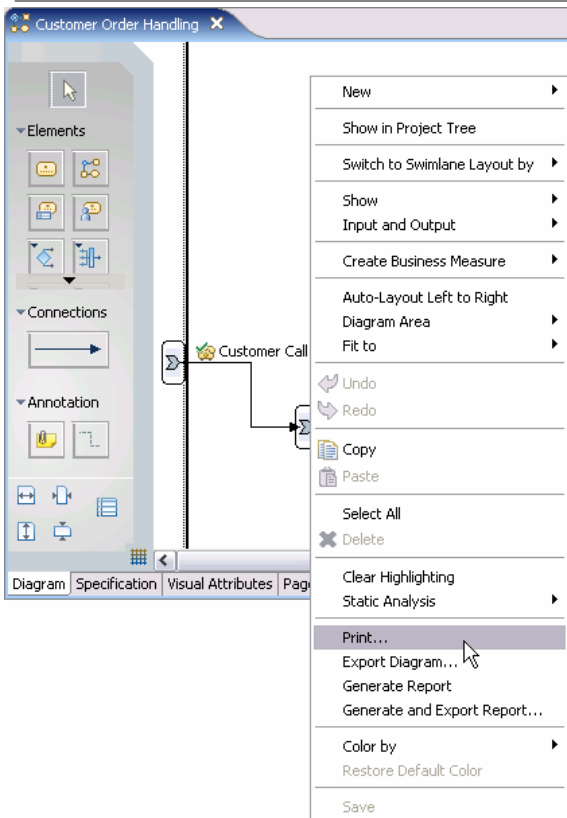 Customer Order Handling
Elements
Connections
Annotation
Customer Call
Diagram
Specification
Visual Attributes
New
Show in Project Tree
Switch to Swimlane Layout by
Show
Input and Output
Create Business Measure
Auto-Layout Left to Right
Diagram Area
Fit to
Undo
Redo
Copy
Paste
Select All
Delete
Clear Highlighting
Static Analysis
Print...
Export Diagram...
Generate Report
Generate and Export Report...
Color by
Restore Default Color
Save